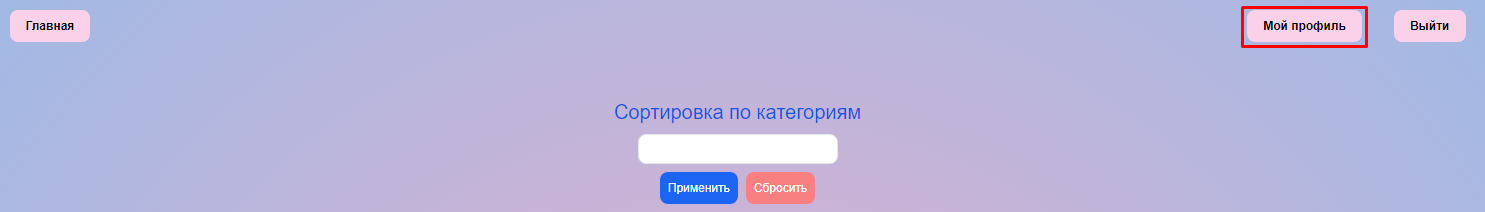 Главная
Мой профиль
Выйти
Сортировка по категориям
Применить
Сбросить